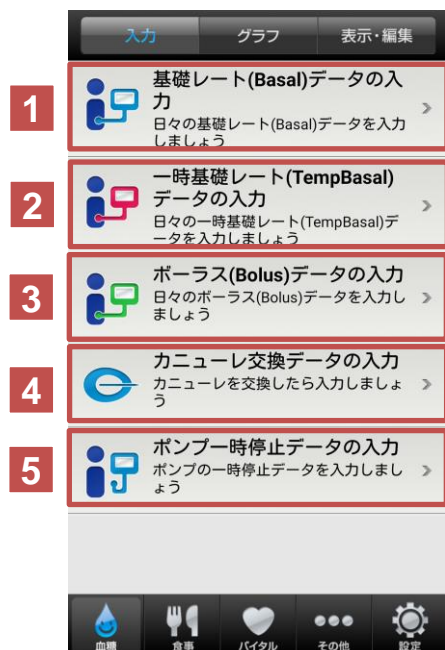 入力 グラフ 表示・編集
1
基礎レート(Basal)データの入
力
日々の基礎レート(Basal)データを入力
しましょう
2
一時基礎レート(TempBasal)
データの入力
日々の一時基礎レート(TempBasal)デ
ータを入力しましょう
3
ボーラス(Bolus)データの入力
日々のボーラス(Bolus)データを入力し
ましょう
4
カニューレ交換データの入力
カニューレを交換したら入力しましょ
う
5
ポンプ一時停止データの入力
ポンプの一時停止データを入力しまし
ょう
血糖 食事 バイタル その他 設定